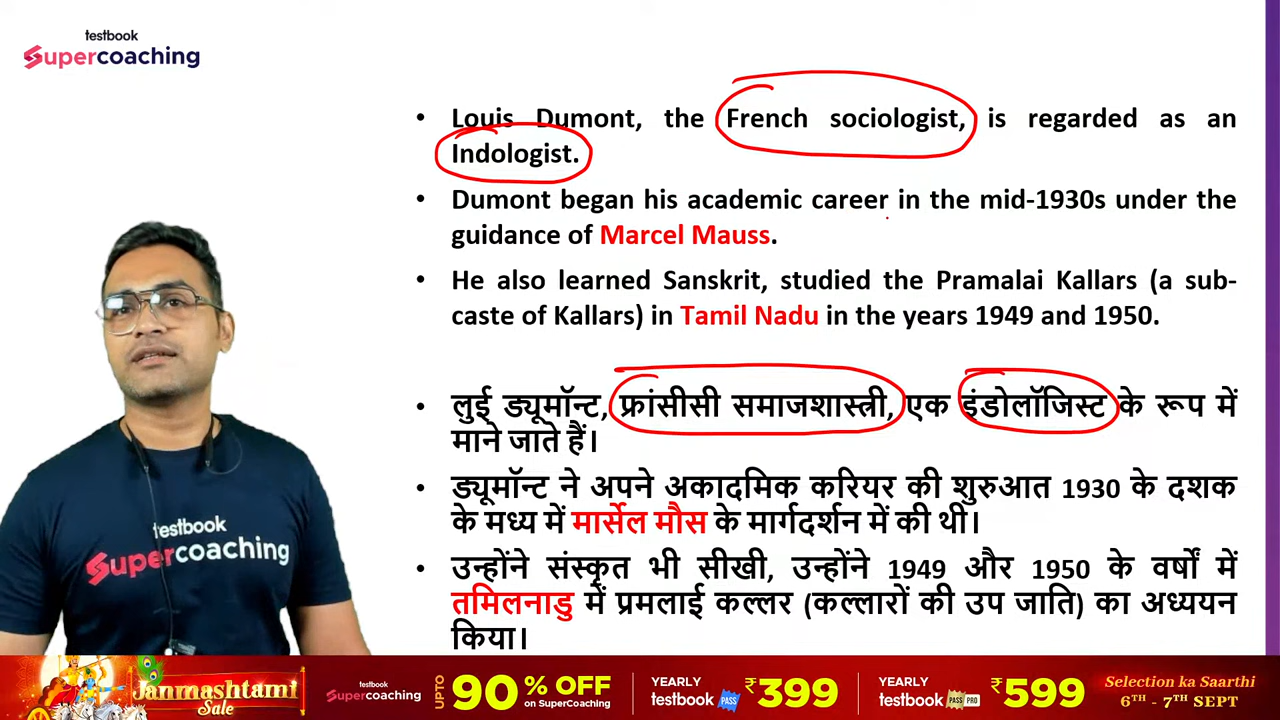 testbook
Supercoaching
• Louis Dumont, the French sociologist, is regarded as an
Indologist.
• Dumont began his academic career in the mid-1930s under the
guidance of Marcel Mauss.
• He also learned Sanskrit, studied the Pramalai Kallars (a sub-
caste of Kallars) in Tamil Nadu in the years 1949 and 1950.
• लुई ड्यूमॉन्ट, फ्रांसीसी समाजशास्त्री, एक इंडोलॉजिस्ट के रूप में
माने जाते हैं।
• ड्यूमॉन्ट ने अपने अकादमिक करियर की शुरुआत 1930 के दशक
के मध्य में मार्सेल मौस के मार्गदर्शन में की थी।
• उन्होंने संस्कृत भी सीखी, उन्होंने 1949 और 1950 के वर्षों में
तमिलनाडु में प्रमलाई कल्लर (कल्लारों की उप जाति) का अध्ययन
किया।
testbook
Supercoaching
Janmashtami
Sale
testbook
Supercoaching
UPTO 90% OFF
on SuperCoaching
YEARLY
testbook PASS
₹399
YEARLY
testbook PASS PRO
₹599
Selection ka Saarthi
6TH - 7TH SEPT